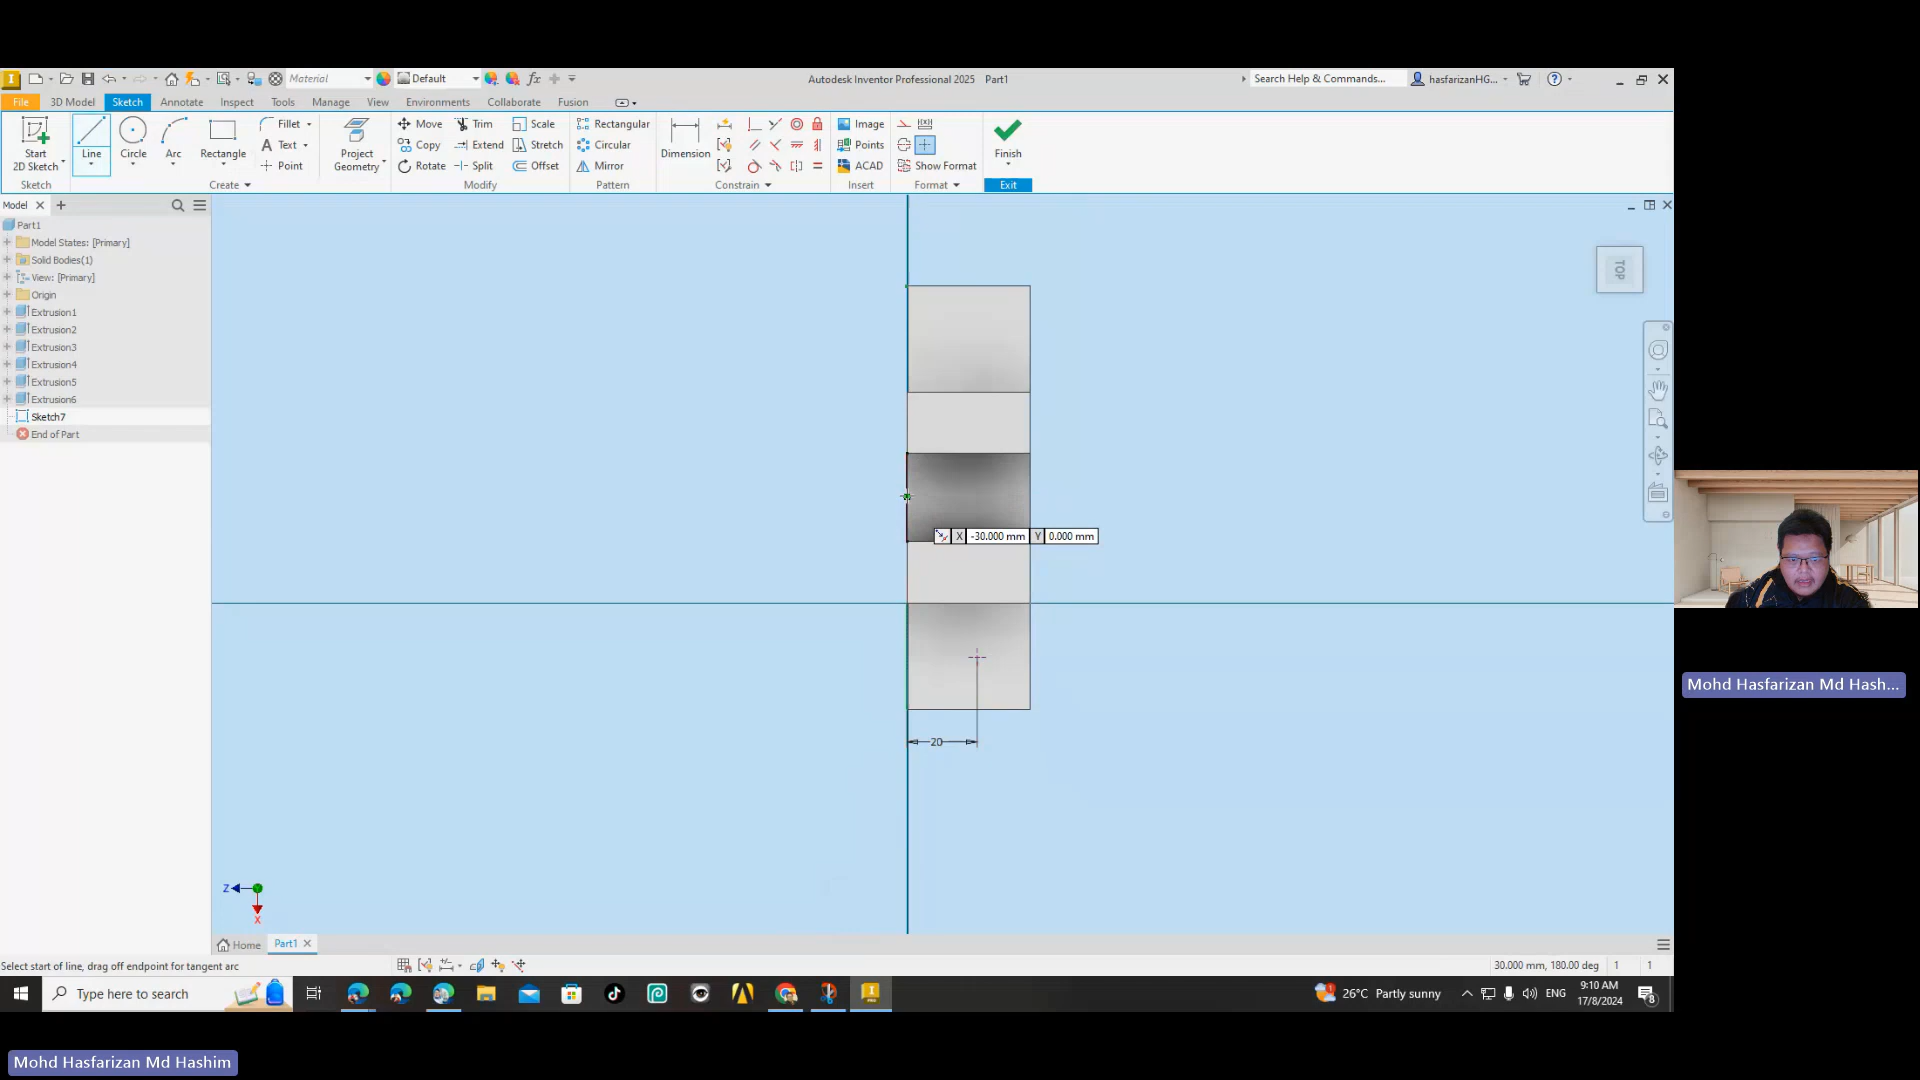 Material
Default
Autodesk Inventor Professional 2025 Part1
Search Help & Commands...
hasfarizanHG...
File 3D Model Sketch Annotate Inspect Tools Manage View Environments Collaborate Fusion
Start
2D Sketch
Line
Circle
Arc
Rectangle
Fillet
Text
Point
Project
Geometry
Move
Copy
Rotate
Trim
Extend
Split
Scale
Stretch
Offset
Rectangular
Circular
Mirror
Dimension
Image
Points
ACAD
Show Format
Finish
Sketch Create Modify Pattern Constrain Insert Format Exit
Model
Part1
Model States: [Primary]
Solid Bodies(1)
View: [Primary]
Origin
Extrusion1
Extrusion2
Extrusion3
Extrusion4
Extrusion5
Extrusion6
Sketch7
End of Part
TOP
X -30.000 mm Y 0.000 mm
20
Z
X
Home Part1
Select start of line, drag off endpoint for tangent arc
30.000 mm, 180.00 deg 1 1
Type here to search
26°C Partly sunny
ENG
9:10 AM
17/8/2024
8
Mohd Hasfarizan Md Hash...
Mohd Hasfarizan Md Hashim